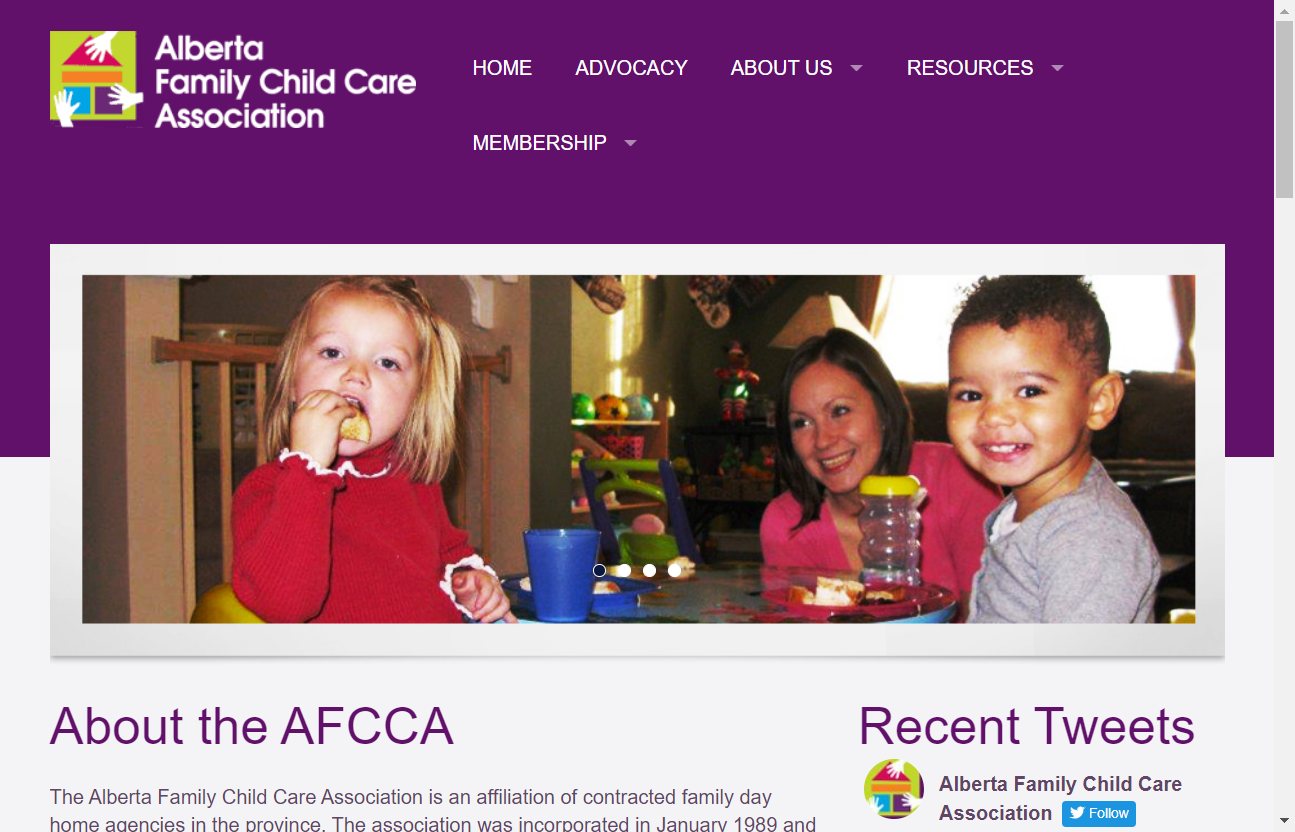 Alberta
Family Child Care
Association
HOME ADVOCACY ABOUT US RESOURCES
MEMBERSHIP
About the AFCCA
The Alberta Family Child Care Association is an affiliation of contracted family day
home agencies in the province. The association was incorporated in January 1989 and
Recent Tweets
Alberta Family Child Care
Association Follow